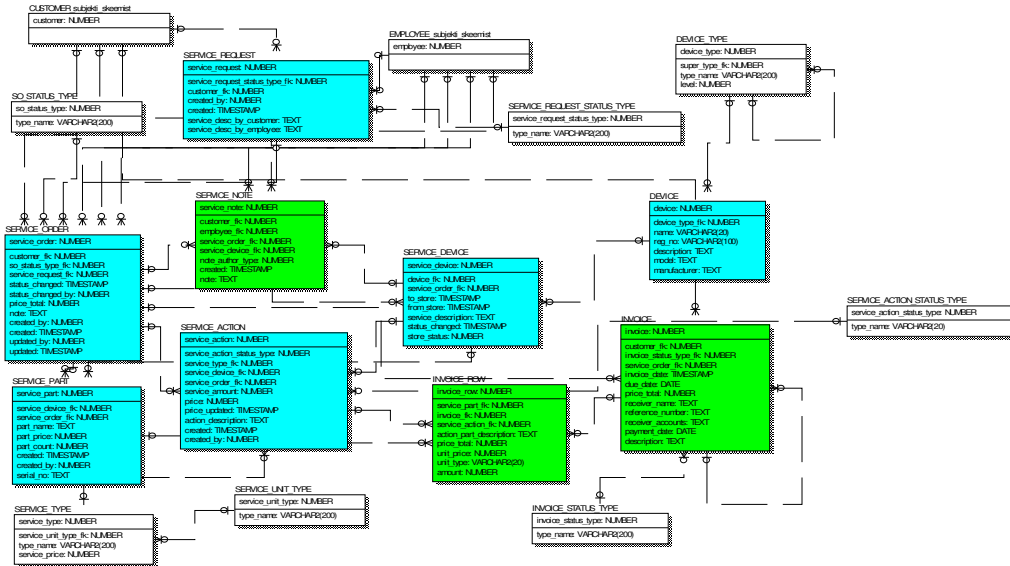 CUSTOMER_subjekti_skeemist
customer: NUMBER
EMPLOYEE_subjekti_skeemist
employee: NUMBER
DEVICE_TYPE
device_type: NUMBER
super_type_fk: NUMBER
type_name: VARCHAR2(200)
level: NUMBER
SERVICE_REQUEST
service_request: NUMBER
service_request_status_type_fk: NUMBER
customer_fk: NUMBER
created_by: NUMBER
created: TIMESTAMP
service_desc_by_customer: TEXT
service_desc_by_employee: TEXT
SO_STATUS_TYPE
so_status_type: NUMBER
type_name: VARCHAR2(200)
SERVICE_REQUEST_STATUS_TYPE
service_request_status_type: NUMBER
type_name: VARCHAR2(200)
SERVICE_NOTE
service_note: NUMBER
customer_fk: NUMBER
employee_fk: NUMBER
service_order_fk: NUMBER
service_device_fk: NUMBER
note_author_type: NUMBER
created: TIMESTAMP
note: TEXT
DEVICE
device: NUMBER
device_type_fk: NUMBER
name: VARCHAR2(20)
reg_no: VARCHAR2(100)
description: TEXT
model: TEXT
manufacturer: TEXT
SERVICE_ORDER
service_order: NUMBER
customer_fk: NUMBER
so_status_type_fk: NUMBER
service_request_fk: NUMBER
status_changed: TIMESTAMP
status_changed_by: NUMBER
price_total: NUMBER
note: TEXT
created_by: NUMBER
created: TIMESTAMP
updated_by: NUMBER
updated: TIMESTAMP
SERVICE_DEVICE
service_device: NUMBER
device_fk: NUMBER
service_order_fk: NUMBER
to_store: TIMESTAMP
from_store: TIMESTAMP
service_description: TEXT
status_changed: TIMESTAMP
store_status: NUMBER
SERVICE_ACTION_STATUS_TYPE
service_action_status_type: NUMBER
type_name: VARCHAR2(20)
SERVICE_ACTION
service_action: NUMBER
service_action_status_type: NUMBER
service_type_fk: NUMBER
service_device_fk: NUMBER
service_order_fk: NUMBER
service_amount: NUMBER
price: NUMBER
price_updated: TIMESTAMP
action_description: TEXT
created: TIMESTAMP
created_by: NUMBER
INVOICE
invoice: NUMBER
customer_fk: NUMBER
invoice_status_type_fk: NUMBER
service_order_fk: NUMBER
invoice_date: TIMESTAMP
due_date: DATE
price_total: NUMBER
receiver_name: TEXT
reference_number: TEXT
receiver_accounts: TEXT
payment_date: DATE
description: TEXT
SERVICE_PART
service_part: NUMBER
service_device_fk: NUMBER
service_order_fk: NUMBER
part_name: TEXT
part_price: NUMBER
part_count: NUMBER
created: TIMESTAMP
created_by: NUMBER
serial_no: TEXT
INVOICE_ROW
invoice_row: NUMBER
service_part_fk: NUMBER
invoice_fk: NUMBER
service_action_fk: NUMBER
action_part_description: TEXT
price_total: NUMBER
unit_price: NUMBER
unit_type: VARCHAR2(20)
amount: NUMBER
SERVICE_UNIT_TYPE
service_unit_type: NUMBER
type_name: VARCHAR2(200)
SERVICE_TYPE
service_type: NUMBER
service_unit_type_fk: NUMBER
type_name: VARCHAR2(200)
service_price: NUMBER
INVOICE_STATUS_TYPE
invoice_status_type: NUMBER
type_name: VARCHAR2(200)